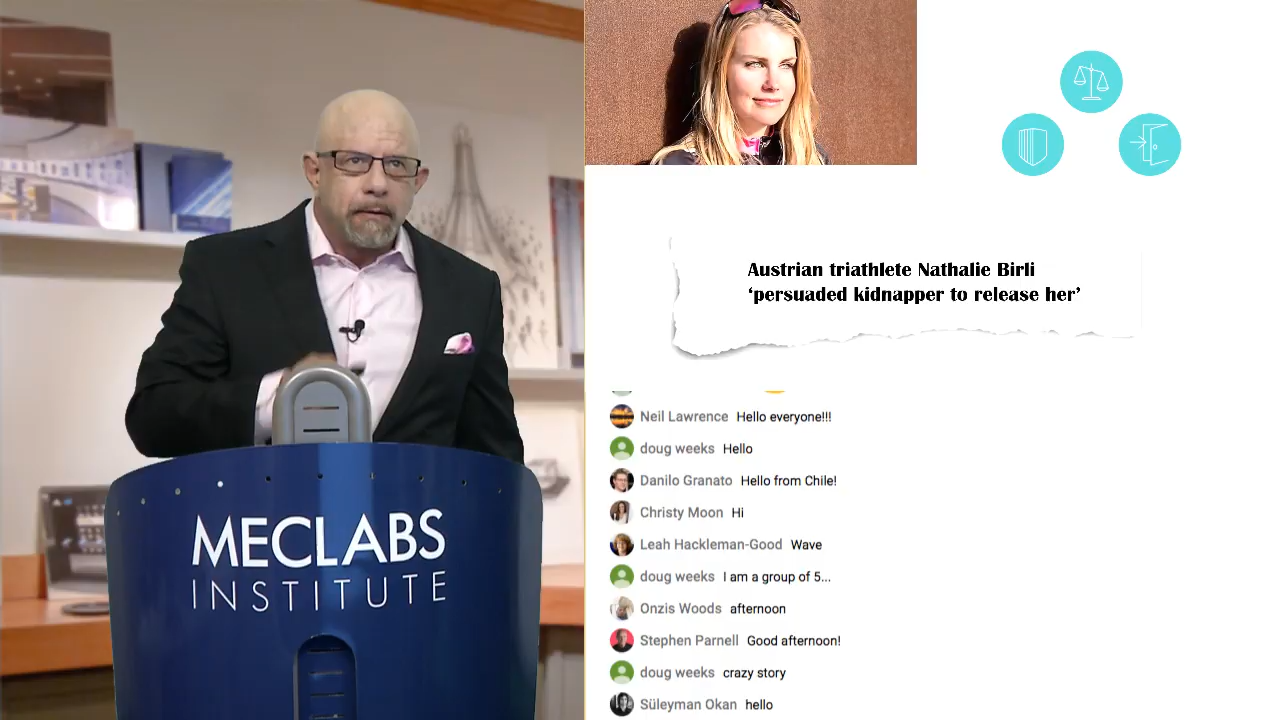 MECLABS
INSTITUTE
Austrian triathlete Nathalie Birli
‘persuaded kidnapper to release her’
Neil Lawrence Hello everyone!!!
doug weeks Hello
Danilo Granato Hello from Chile!
Christy Moon Hi
Leah Hackleman-Good Wave
doug weeks I am a group of 5...
Onzis Woods afternoon
Stephen Parnell Good afternoon!
doug weeks crazy story
Süleyman Okan hello